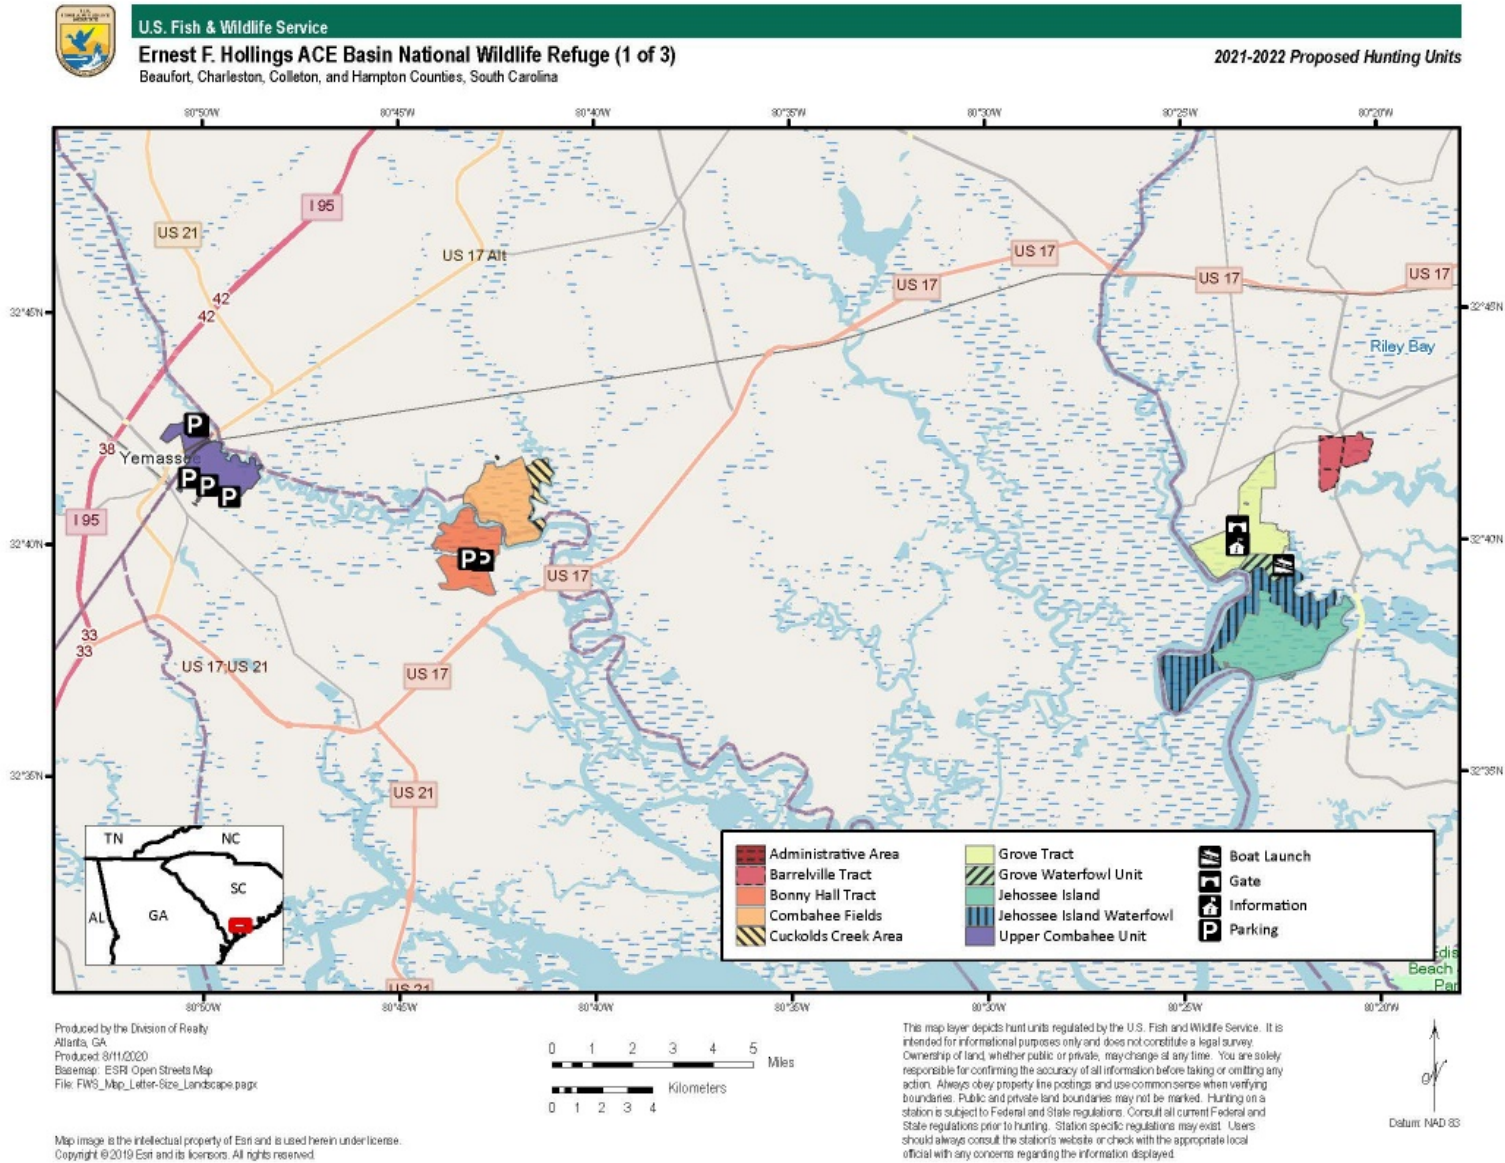 U.S. Fish & Wildlife Service
Ernest F. Hollings ACE Basin National Wildlife Refuge (1 of 3)
Beaufort, Charleston, Colleton, and Hampton Counties, South Carolina
2021-2022 Proposed Hunting Units
80°50'W 80°45'W 80°40'W 80°35'W 80°30'W 80°25'W 80°20'W
I 95
US 21
US 17 Alt
US 17
US 17
US 17
US 17
42
42
32°45'N
32°45'N
Riley Bay
P
38
Yemassee
P P P
I 95
32°40'N
32°40'N
P P
US 17
33
33
US 17;US 21
US 17
32°35'N
32°35'N
US 21
TN NC
SC
AL GA
Administrative Area
Barrelville Tract
Bonny Hall Tract
Combahee Fields
Cuckolds Creek Area
Grove Tract
Grove Waterfowl Unit
Jehossee Island
Jehossee Island Waterfowl
Upper Combahee Unit
Boat Launch
Gate
Information
P Parking
Edis
Beach
Par
US 21
80°50'W 80°45'W 80°40'W 80°35'W 80°30'W 80°25'W 80°20'W
Produced by the Division of Realty
Atlanta, GA
Produced: 8/11/2020
Basemap: ESRI Open Streets Map
File: FWS_Map_Letter-Size_Landscape.pagx
Map image is the intellectual property of Esri and is used herein under license.
Copyright © 2019 Esri and its licensors. All rights reserved.
0 1 2 3 4 5
Miles
Kilometers
0 1 2 3 4
This map layer depicts hunt units regulated by the U.S. Fish and Wildlife Service. It is
intended for informational purposes only and does not constitute a legal survey.
Ownership of land, whether public or private, may change at any time. You are solely
responsible for confirming the accuracy of all information before taking or omitting any
action. Always obey property line postings and use common sense when verifying
boundaries. Public and private land boundaries may not be marked. Hunting on a
station is subject to Federal and State regulations. Consult all current Federal and
State regulations prior to hunting. Station specific regulations may exist. Users
should always consult the station's website or check with the appropriate local
official with any concerns regarding the information displayed.
Datum: NAD 83